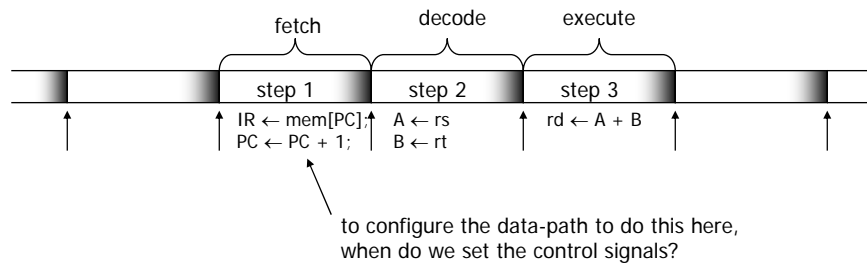 fetch
decode
execute
step 1
step 2
step 3
IR ← mem[PC];
PC ← PC + 1;
A ← rs
B ← rt
rd ← A + B
to configure the data-path to do this here,
when do we set the control signals?